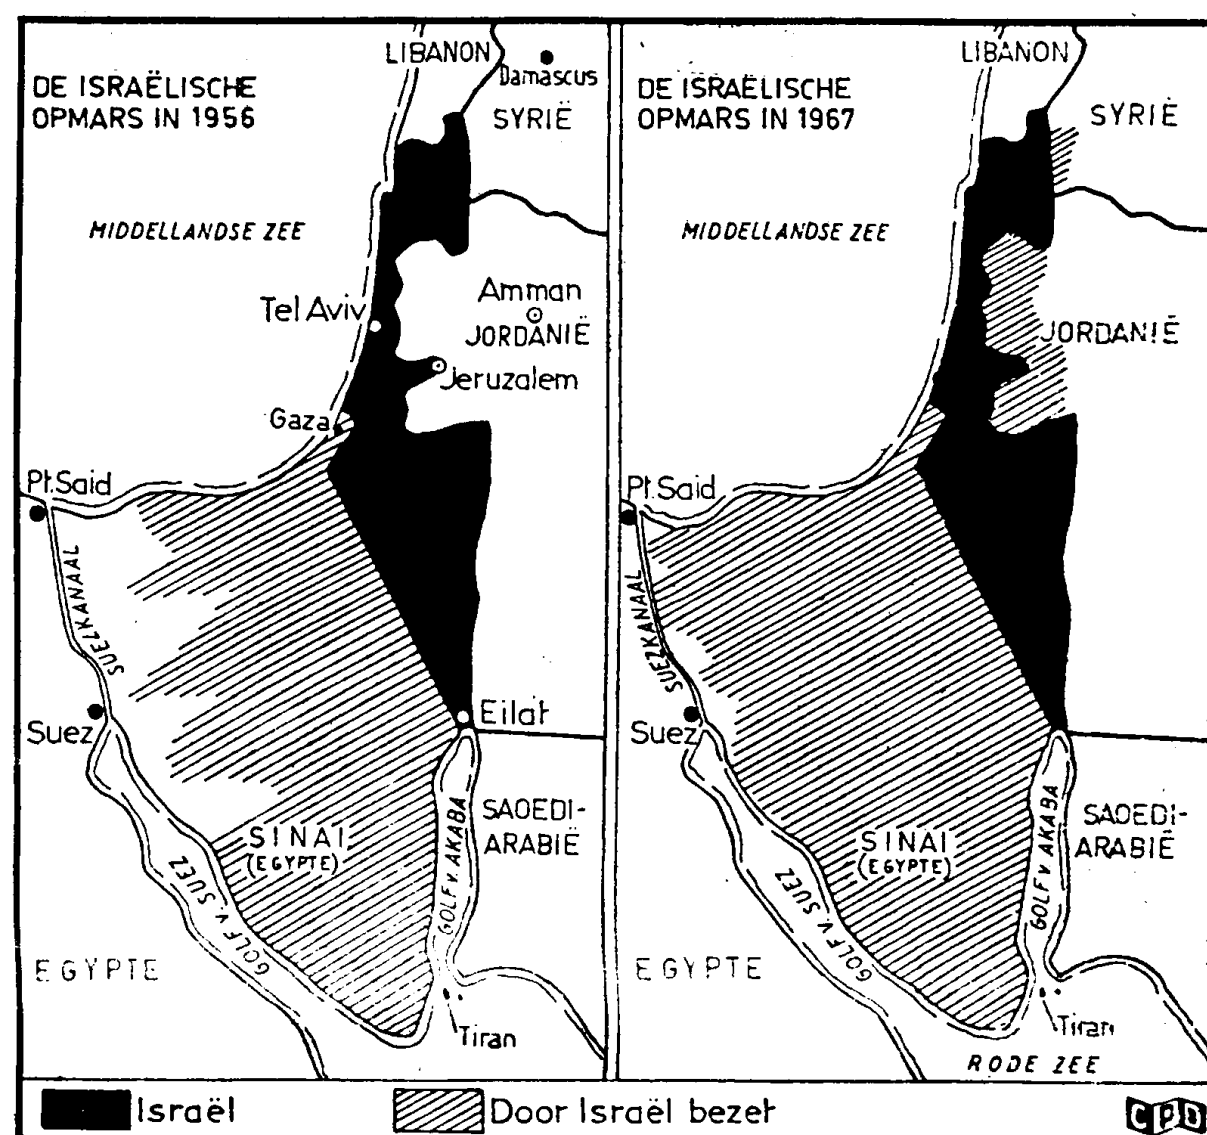 DE ISRAËLISCHE
OPMARS IN 1956
LIBANON
Damascus
SYRIË
MIDDELLANDSE ZEE
Tel Aviv
Amman
JORDANIË
Jeruzalem
Gaza
Pt.Said
SUEZKANAAL
Suez
Eilat
SINAI
(EGYPTE)
SAOEDI-
ARABIË
GOLF v. AKABA
GOLF v. SUEZ
EGYPTE
Tiran
DE ISRAËLISCHE
OPMARS IN 1967
LIBANON
SYRIË
MIDDELLANDSE ZEE
JORDANIË
Pt.Said
SUEZKANAAL
Suez
SINAI
(EGYPTE)
SAOEDI-
ARABIË
GOLF v. AKABA
GOLF v. SUEZ
EGYPTE
Tiran
RODE ZEE
Israël
Door Israël bezet
CPD